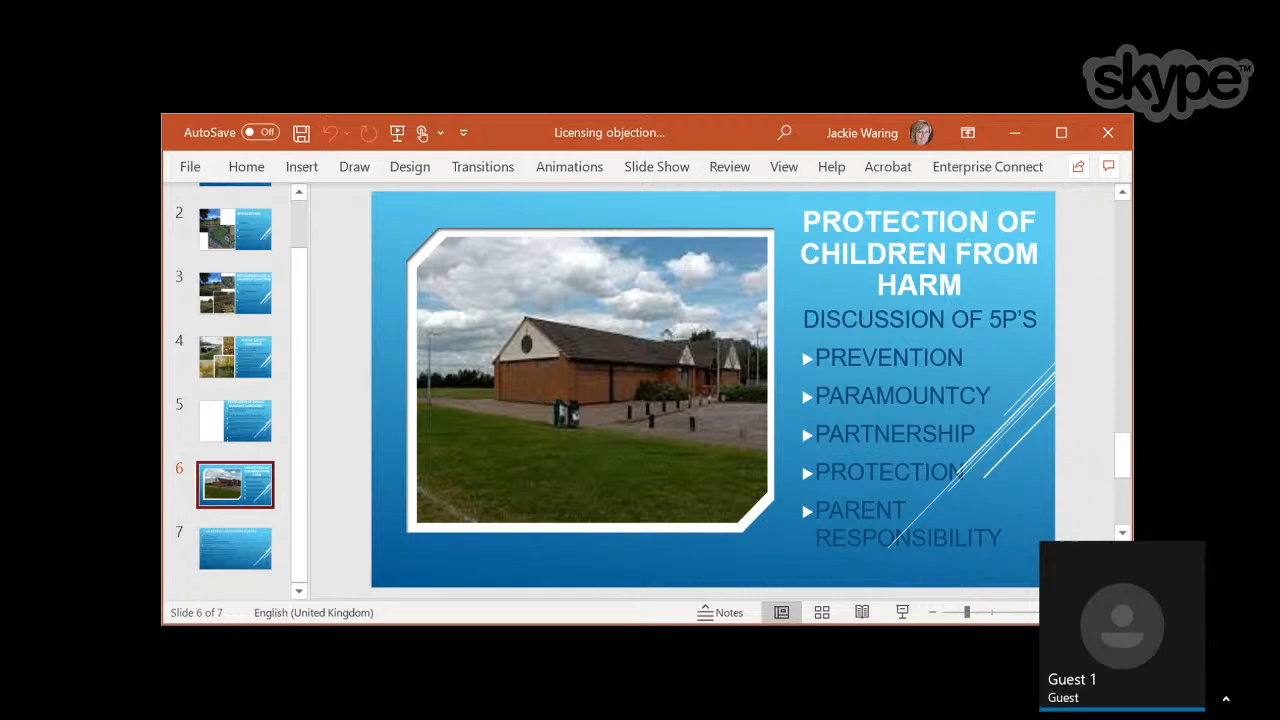 skype™
AutoSave Off Licensing objection... Jackie Waring
File Home Insert Draw Design Transitions Animations Slide Show Review View Help Acrobat Enterprise Connect
2
3
4
5
6
7
PROTECTION OF
CHILDREN FROM
HARM
DISCUSSION OF 5P'S
PREVENTION
PARAMOUNTCY
PARTNERSHIP
PROTECTION
PARENT
RESPONSIBILITY
Slide 6 of 7 English (United Kingdom) Notes
Guest 1
Guest